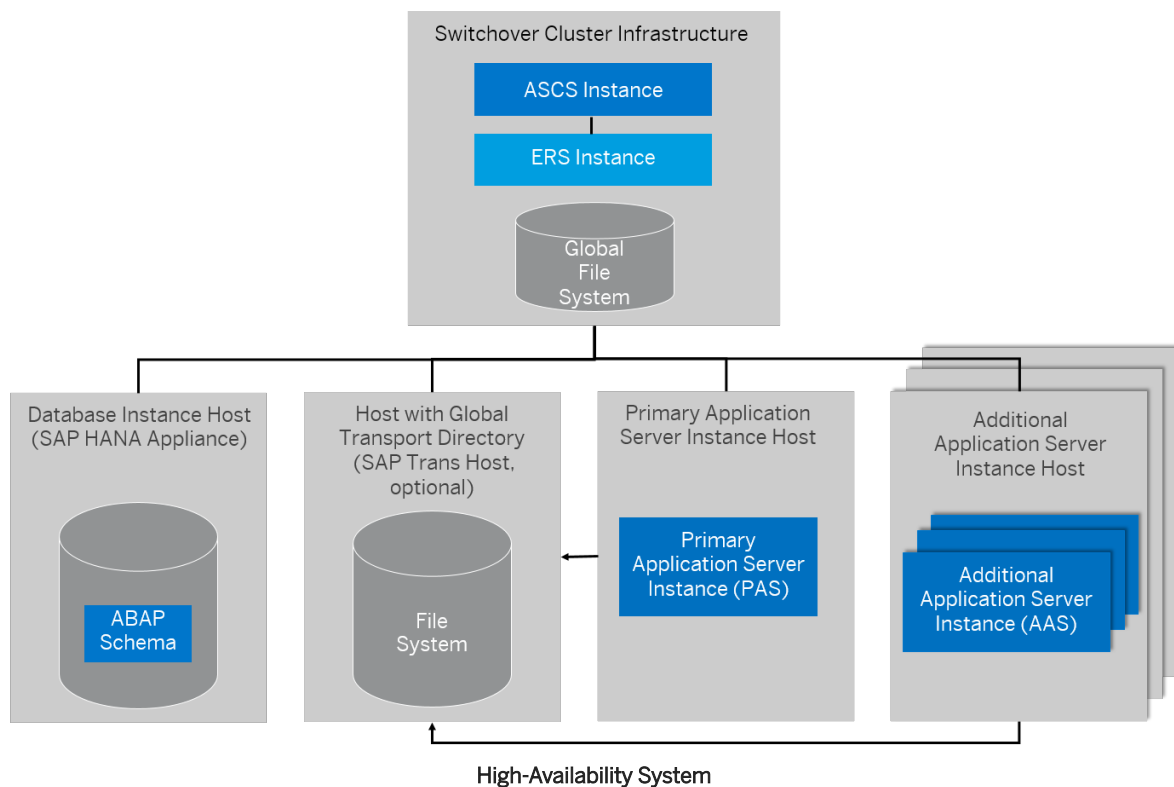 Switchover Cluster Infrastructure
ASCS Instance
ERS Instance
Global
File
System
Database Instance Host
(SAP HANA Appliance)
ABAP
Schema
Host with Global
Transport Directory
(SAP Trans Host,
optional)
File
System
Primary Application
Server Instance Host
Primary
Application Server
Instance (PAS)
Additional
Application Server
Instance Host
Additional
Application Server
Instance (AAS)
High-Availability System